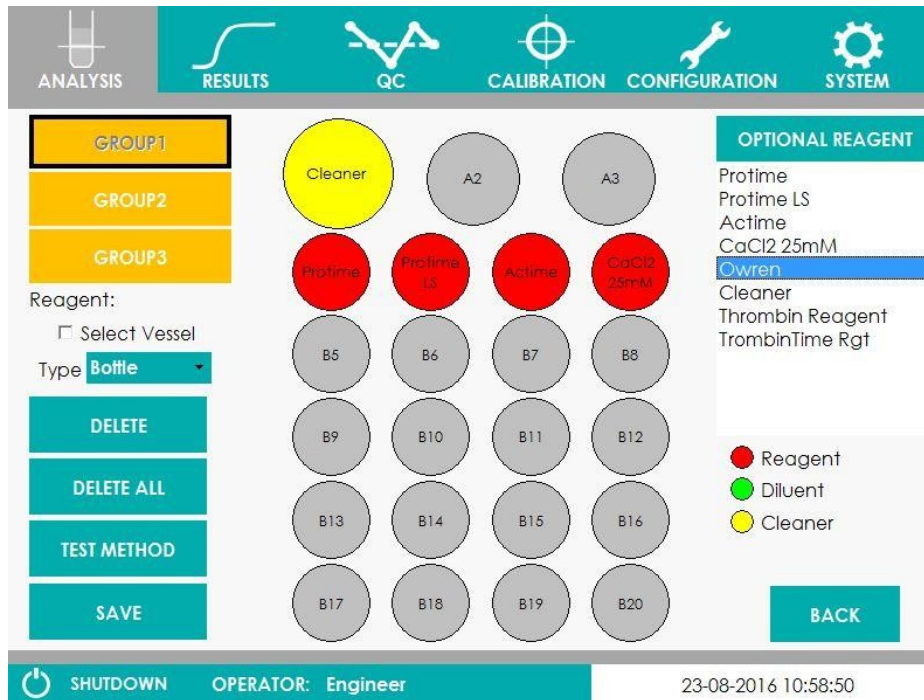 ANALYSIS
RESULTS
QC
CALIBRATION
CONFIGURATION
SYSTEM
GROUP1
GROUP2
GROUP3
Reagent:
Select Vessel
Type Bottle
DELETE
DELETE ALL
TEST METHOD
SAVE
Cleaner
A2
A3
Protime
Protime
LS
Actime
CaCl2
25mM
B5
B6
B7
B8
B9
B10
B11
B12
B13
B14
B15
B16
B17
B18
B19
B20
OPTIONAL REAGENT
Protime
Protime LS
Actime
CaCl2 25mM
Owren
Cleaner
Thrombin Reagent
TrombinTime Rgt
Reagent
Diluent
Cleaner
BACK
SHUTDOWN
OPERATOR: Engineer
23-08-2016 10:58:50